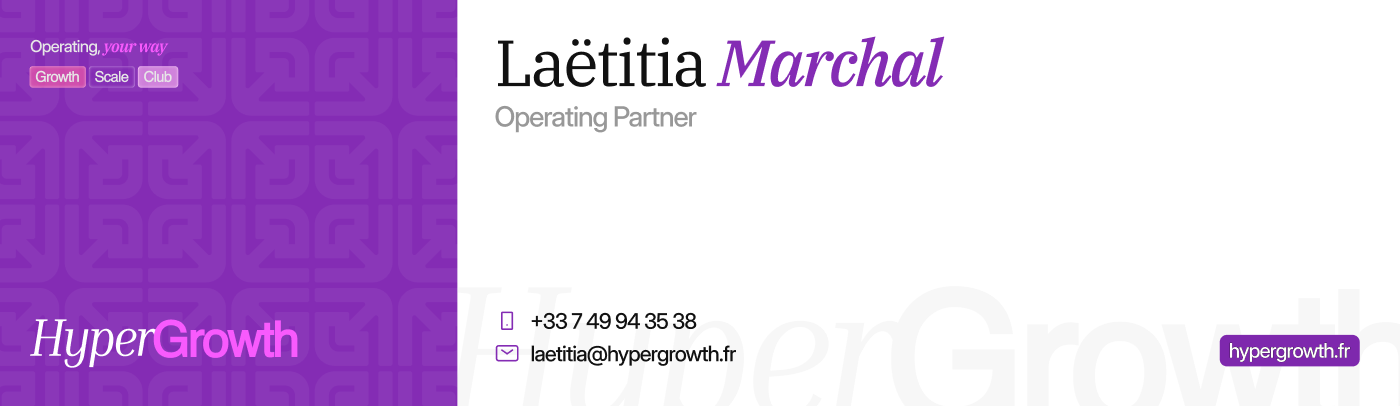 Operating, your way
Growth Scale Club
HyperGrowth
Laëtitia Marchal
Operating Partner
+33 7 49 94 35 38
laetitia@hypergrowth.fr
hypergrowth.fr
HyperGrowth